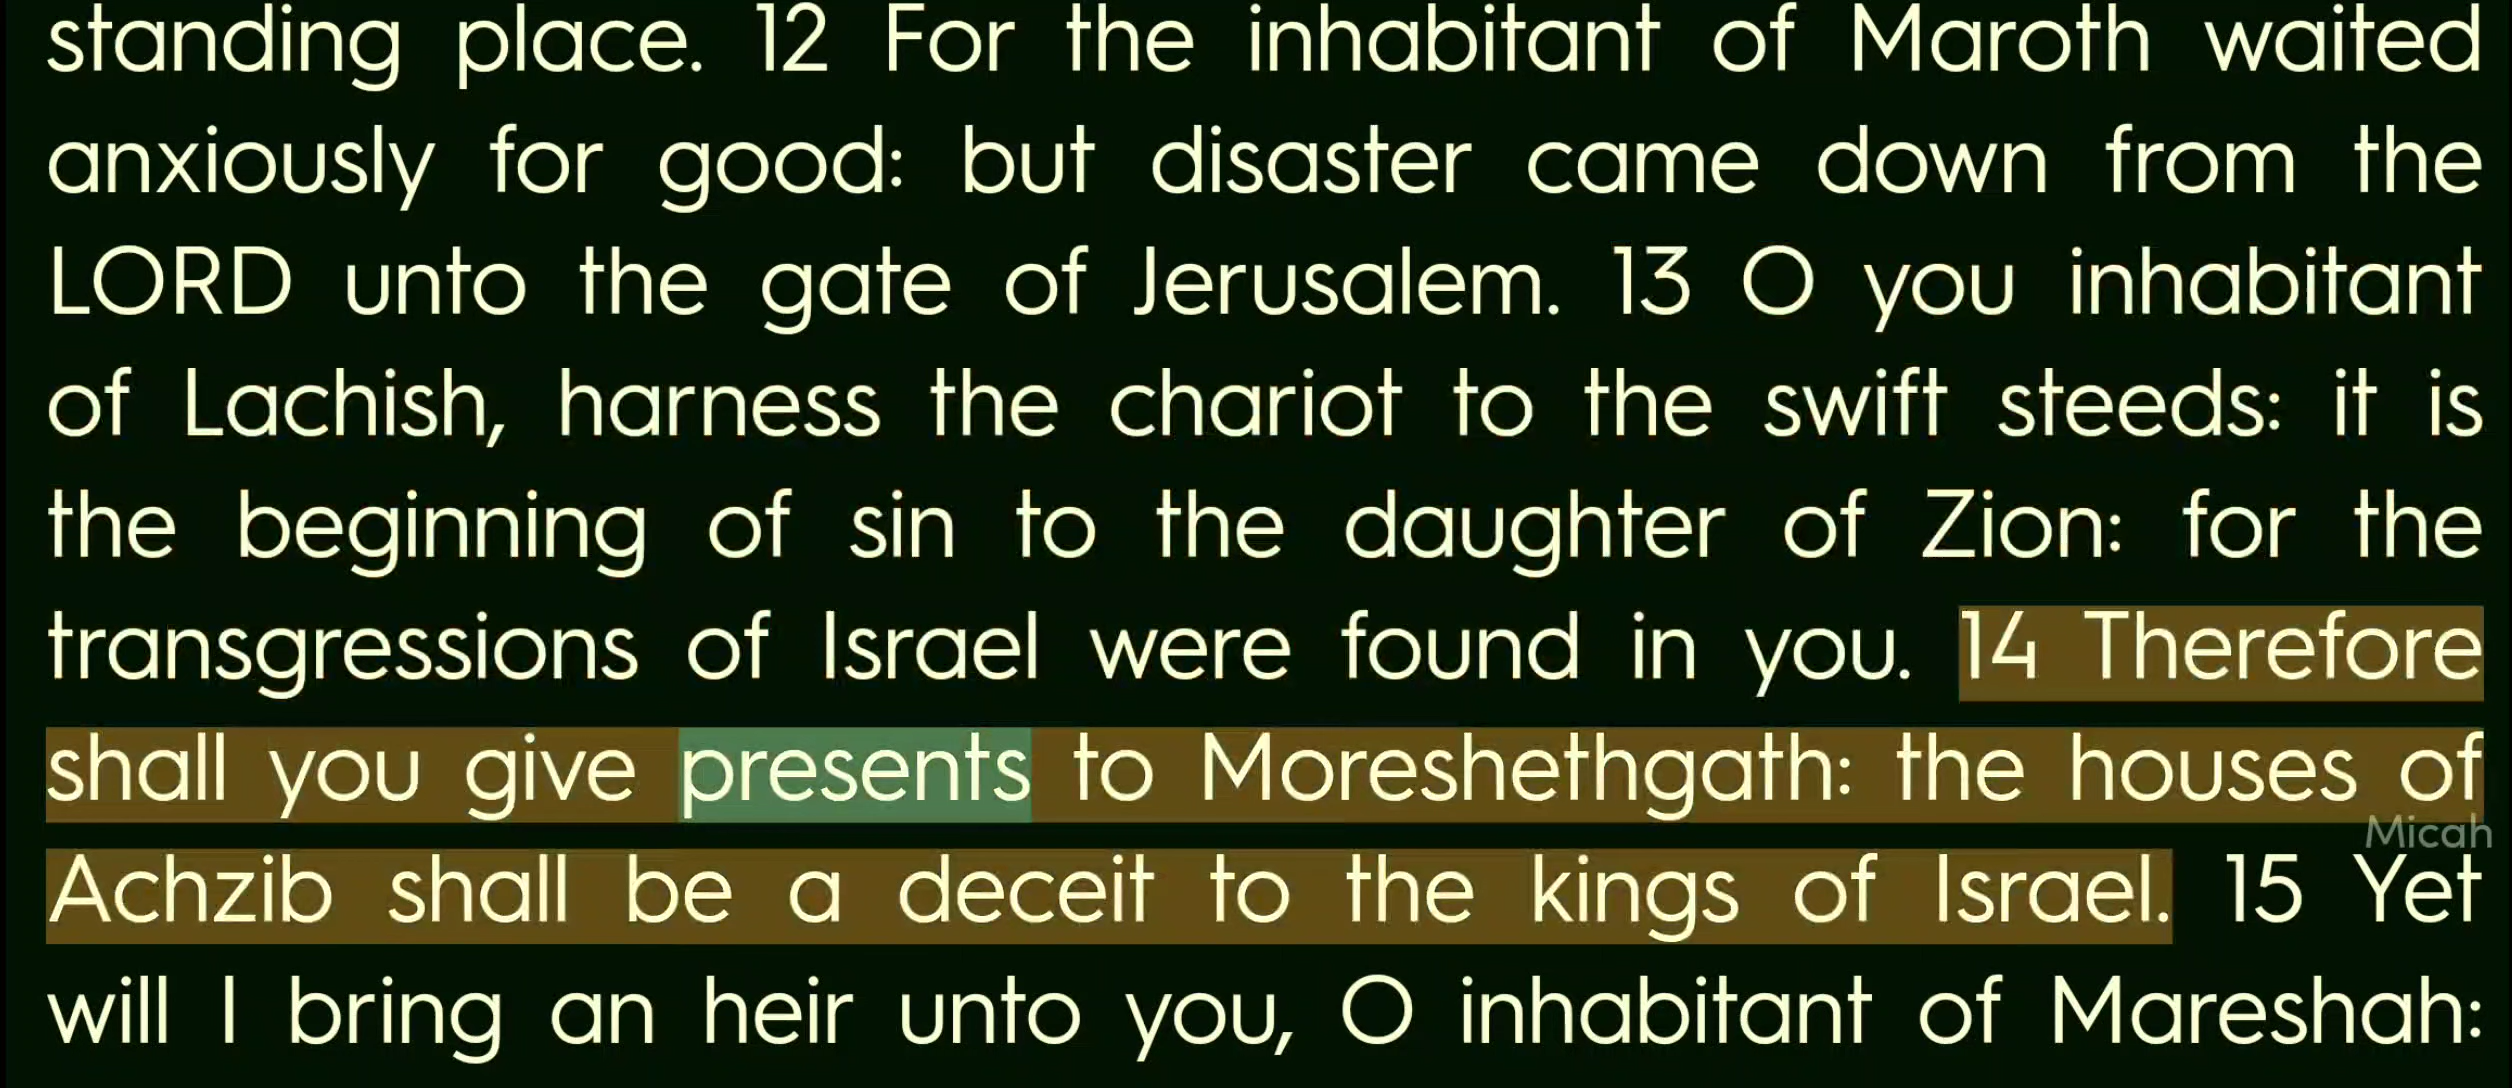 standing place. 12 For the inhabitant of Maroth waited
anxiously for good: but disaster came down from the
LORD unto the gate of Jerusalem. 13 O you inhabitant
of Lachish, harness the chariot to the swift steeds: it is
the beginning of sin to the daughter of Zion: for the
transgressions of Israel were found in you. 14 Therefore
shall you give presents to Moreshethgath: the houses of
Micah
Achzib shall be a deceit to the kings of Israel. 15 Yet
will I bring an heir unto you, O inhabitant of Mareshah: